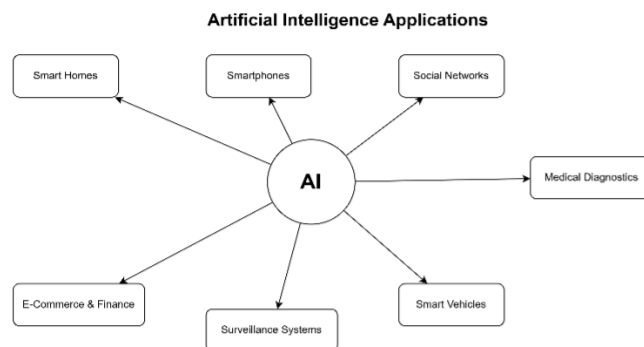 Artificial Intelligence Applications
Smart Homes
Smartphones
Social Networks
AI
Medical Diagnostics
E-Commerce & Finance
Surveillance Systems
Smart Vehicles